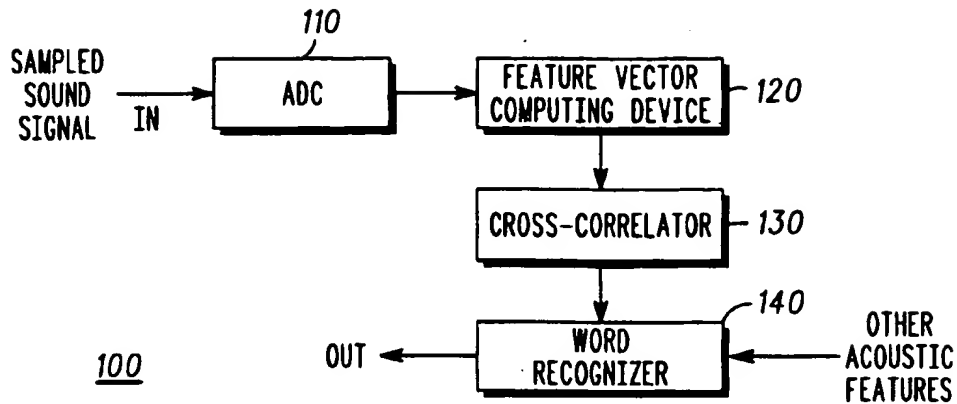 110
SAMPLED
SOUND
SIGNAL
IN
ADC
FEATURE VECTOR
COMPUTING DEVICE
120
CROSS-CORRELATOR
130
140
WORD
RECOGNIZER
OUT
OTHER
ACOUSTIC
FEATURES
100